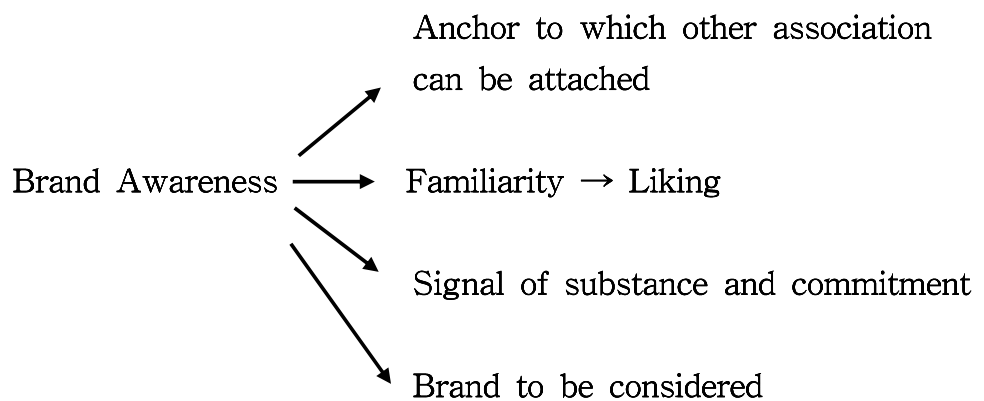 Anchor to which other association
can be attached
Brand Awareness
Familiarity → Liking
Signal of substance and commitment
Brand to be considered